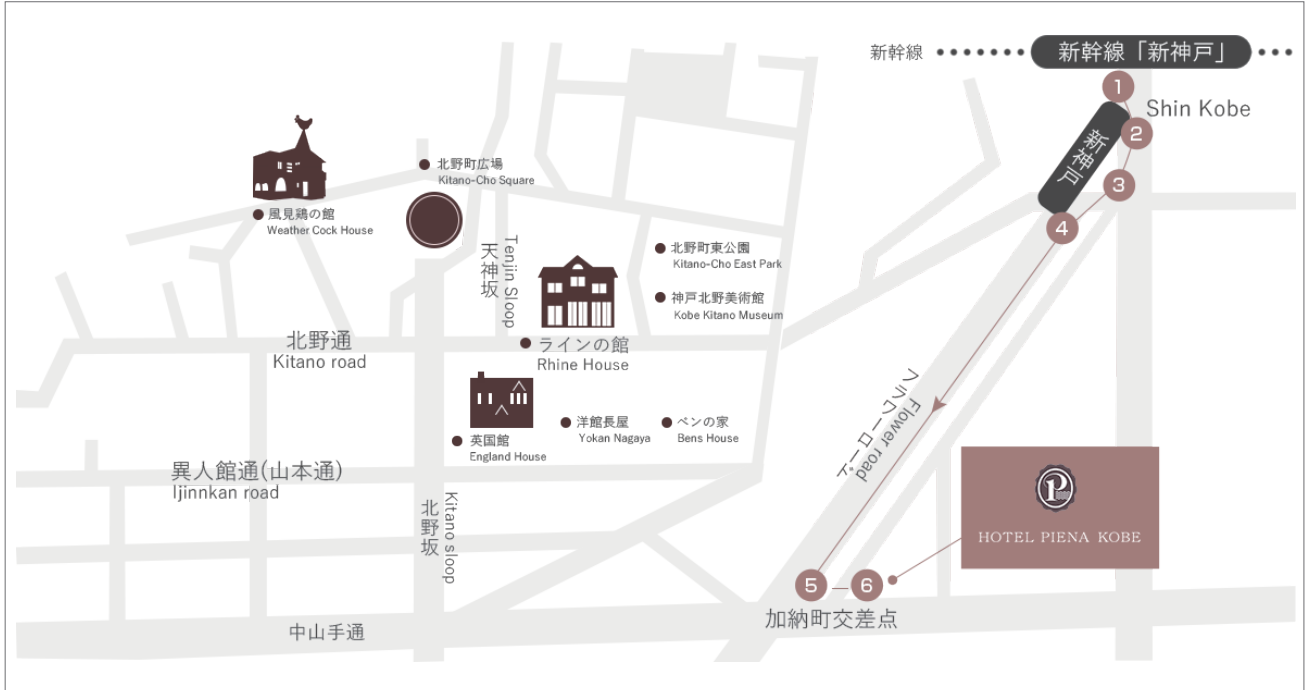 新幹線
新幹線「新神戸」
1
Shin Kobe
2
新神戸
3
4
北野町広場
Kitano-Cho Square
風見鶏の館
Weather Cock House
Tenjin Sloop
天神坂
北野町東公園
Kitano-Cho East Park
神戸北野美術館
Kobe Kitano Museum
北野通
Kitano road
ラインの館
Rhine House
英国館
England House
洋館長屋
Yokan Nagaya
ベンの家
Bens House
Flower road
フラワーロード
異人館通(山本通)
Ijinnkan road
Kitano sloop
北野坂
P
HOTEL PIENA KOBE
5
6
加納町交差点
中山手通